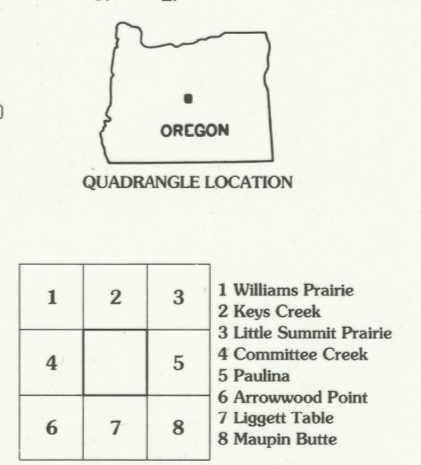 OREGON
QUADRANGLE LOCATION
1 2 3
4 5
6 7 8
1 Williams Prairie
2 Keys Creek
3 Little Summit Prairie
4 Committee Creek
5 Paulina
6 Arrowwood Point
7 Liggett Table
8 Maupin Butte